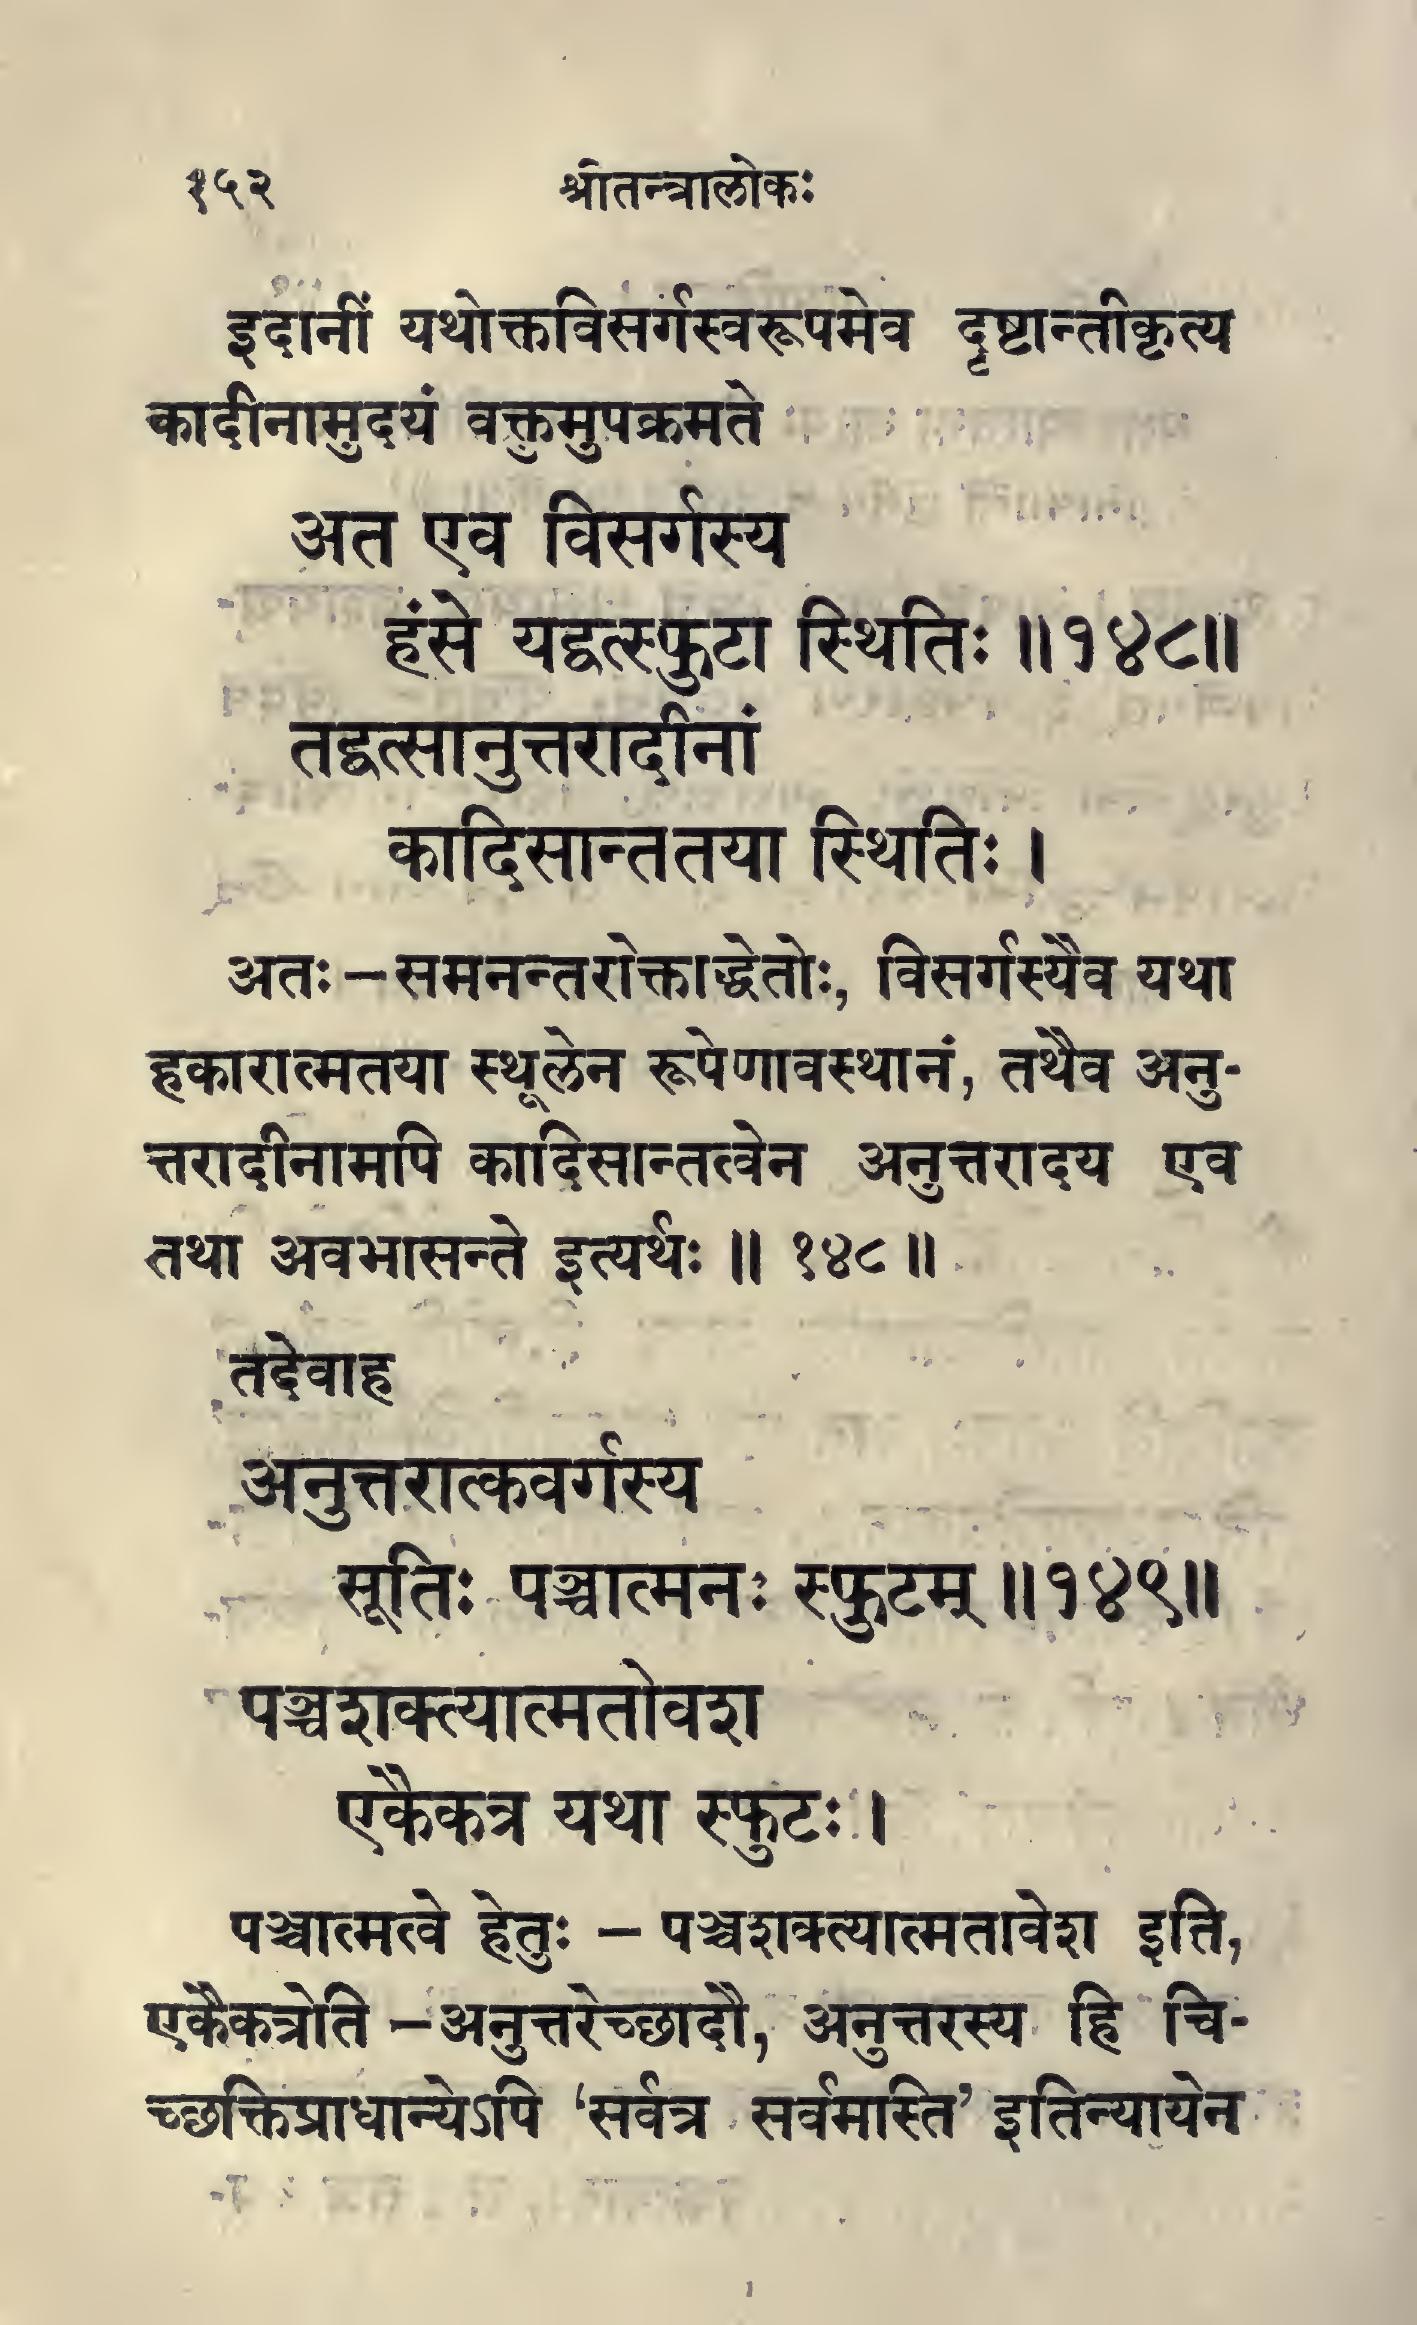 १५२ श्रीतन्त्रालोकः
इदानीं यथोक्तविसर्गस्वरूपमेव दृष्टान्तीकृत्य
कादीनामुदयं वक्तुमुपक्रमते
अत एव विसर्गस्य
हंसे यद्वत्स्फुटा स्थितिः ॥१४८॥
तद्वत्सानुत्तरादीनां
कादिसान्ततया स्थितिः ।
अतः –समनन्तरोक्ताद्धेतोः, विसर्गस्यैव यथा
हकारात्मतया स्थूलेन रूपेणावस्थानं, तथैव अनु-
त्तरादीनामपि कादिसान्तत्वेन अनुत्तरादय एव
तथा अवभासन्ते इत्यर्थः ॥ १४८ ॥
तदेवाह
अनुत्तरात्कवर्गस्य
सूतिः पञ्चात्मनः स्फुटम् ॥१४९॥
पञ्चशक्त्यात्मतोवश
एकैकत्र यथा स्फुटः ।
पञ्चात्मत्वे हेतुः – पञ्चशक्त्यात्मतावेश इति,
एकैकत्रेति –अनुत्तरेच्छादौ, अनुत्तरस्य हि चि-
च्छक्तिप्राधान्येऽपि ‘सर्वत्र सर्वमस्ति’ इतिन्यायेन